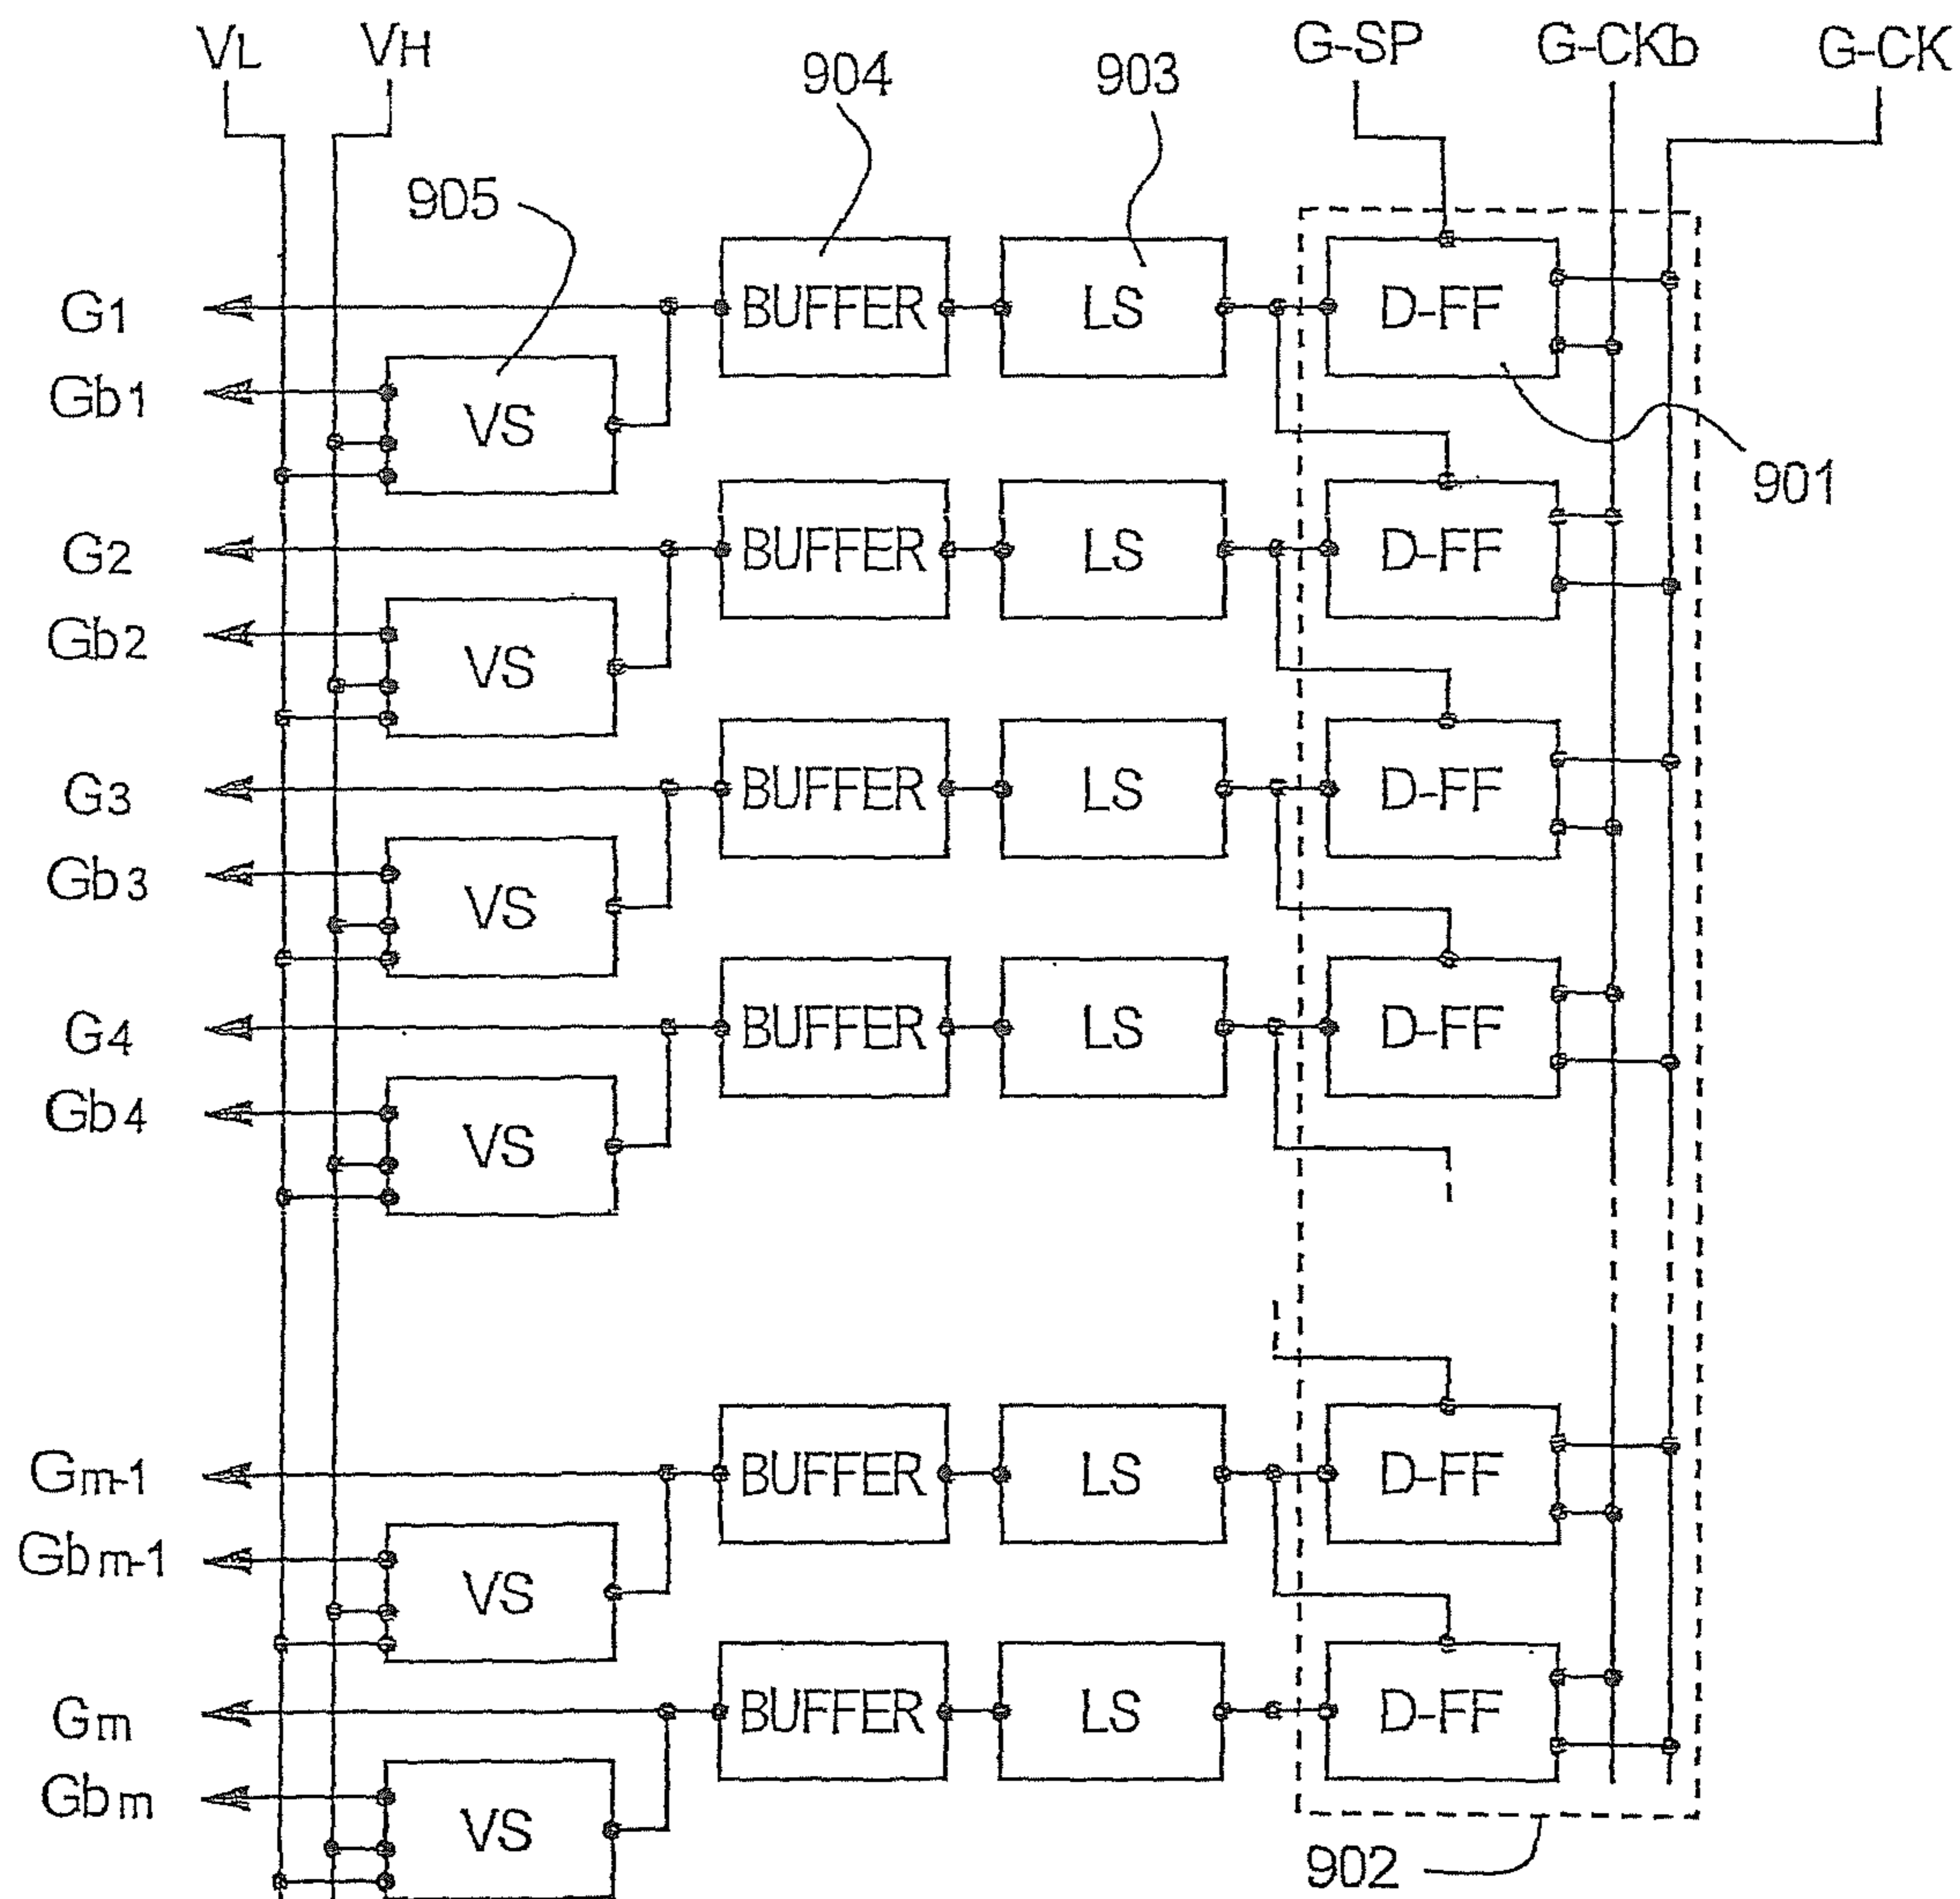 VL VH 904 903 G-SP G-CKb G-CK
905
G1 BUFFER LS D-FF
Gb1 VS
901
G2 BUFFER LS D-FF
Gb2 VS
G3 BUFFER LS D-FF
Gb3 VS
G4 BUFFER LS D-FF
Gb4 VS
Gm-1 BUFFER LS D-FF
Gbm-1 VS
Gm BUFFER LS D-FF
Gbm VS
902